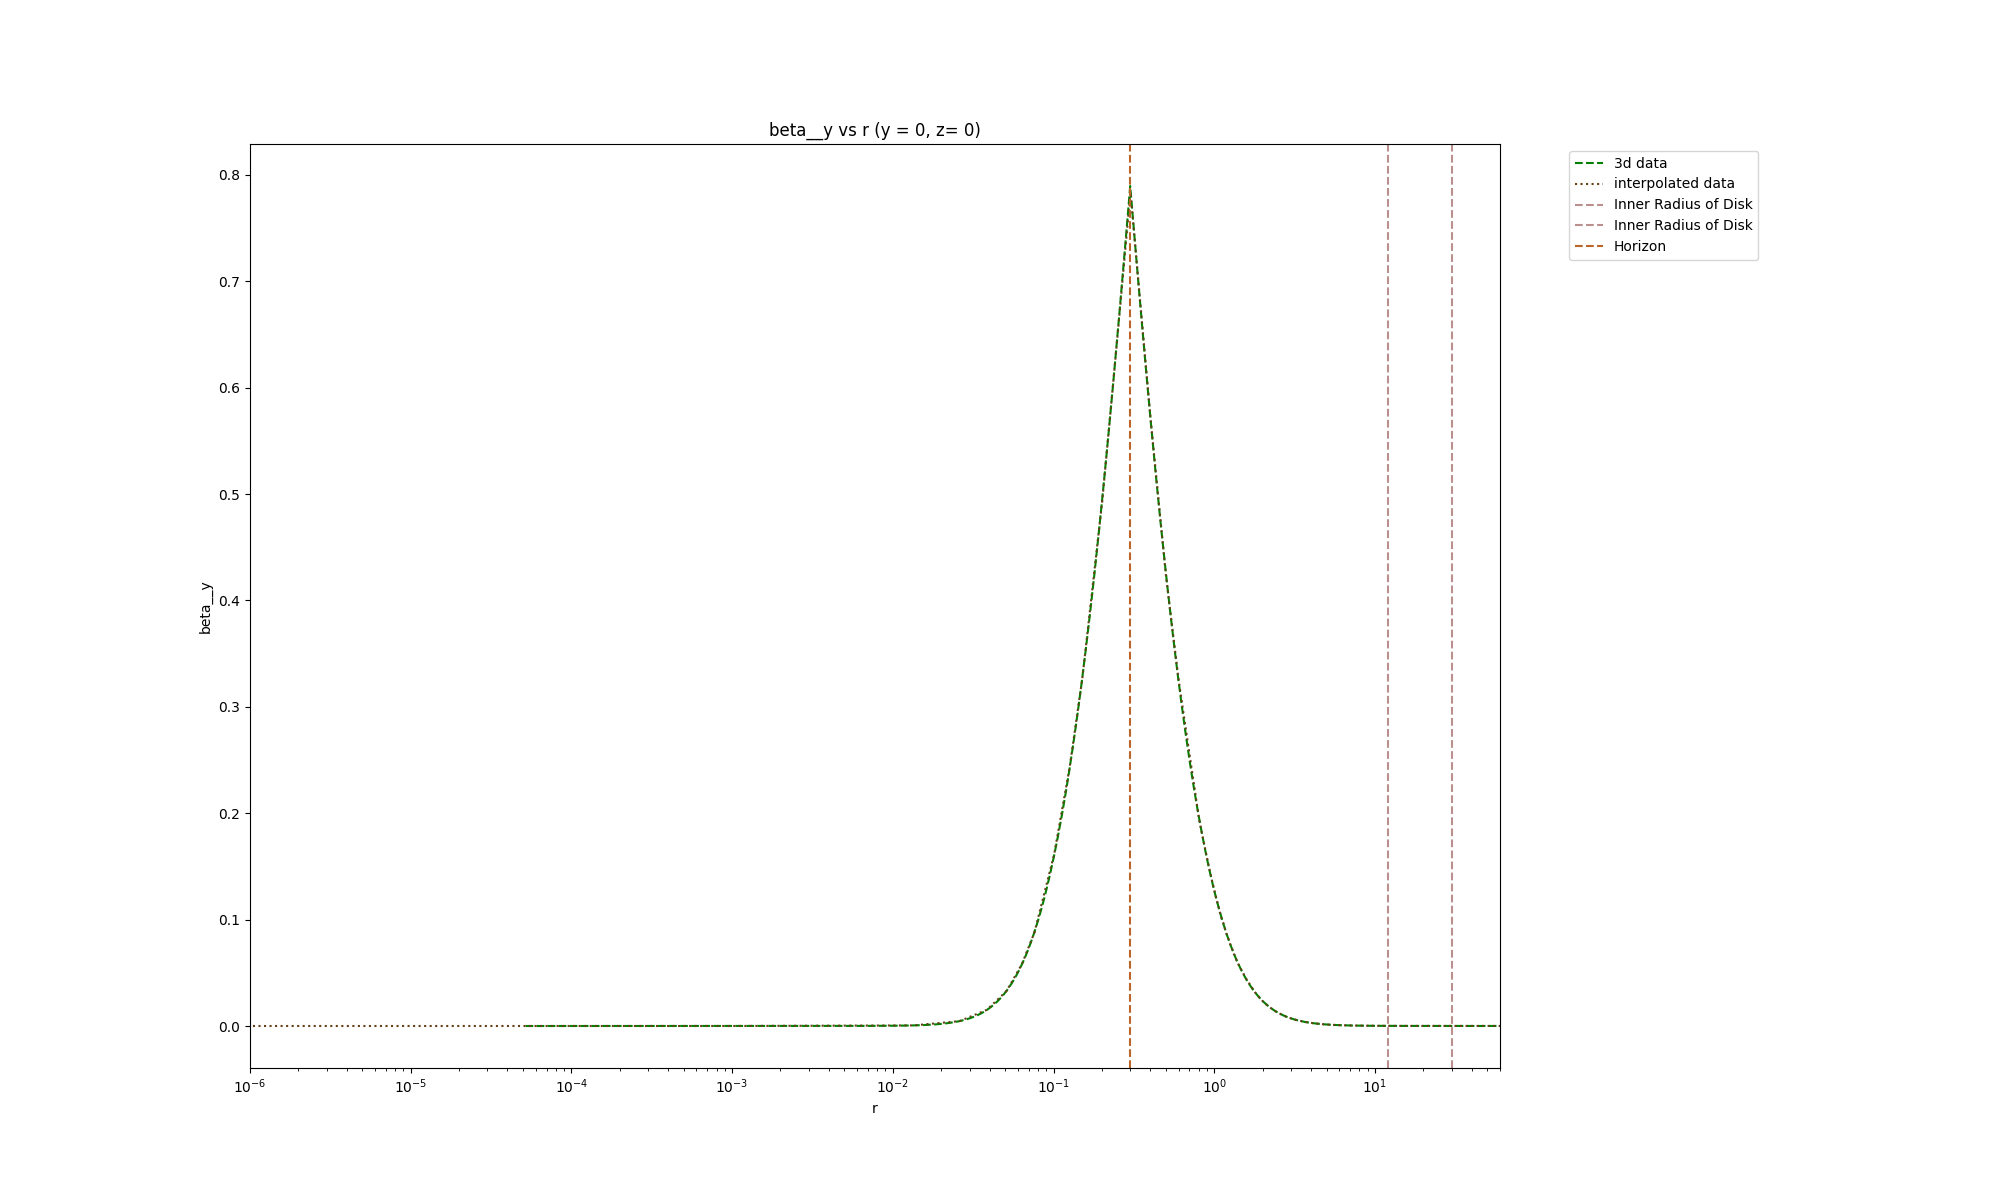 beta__y vs r (y = 0, z= 0)
3d data
interpolated data
Inner Radius of Disk
Inner Radius of Disk
Horizon
beta__y
0.8
0.7
0.6
0.5
0.4
0.3
0.2
0.1
0.0
10⁻⁶ 10⁻⁵ 10⁻⁴ 10⁻³ 10⁻² 10⁻¹ 10⁰ 10¹
r